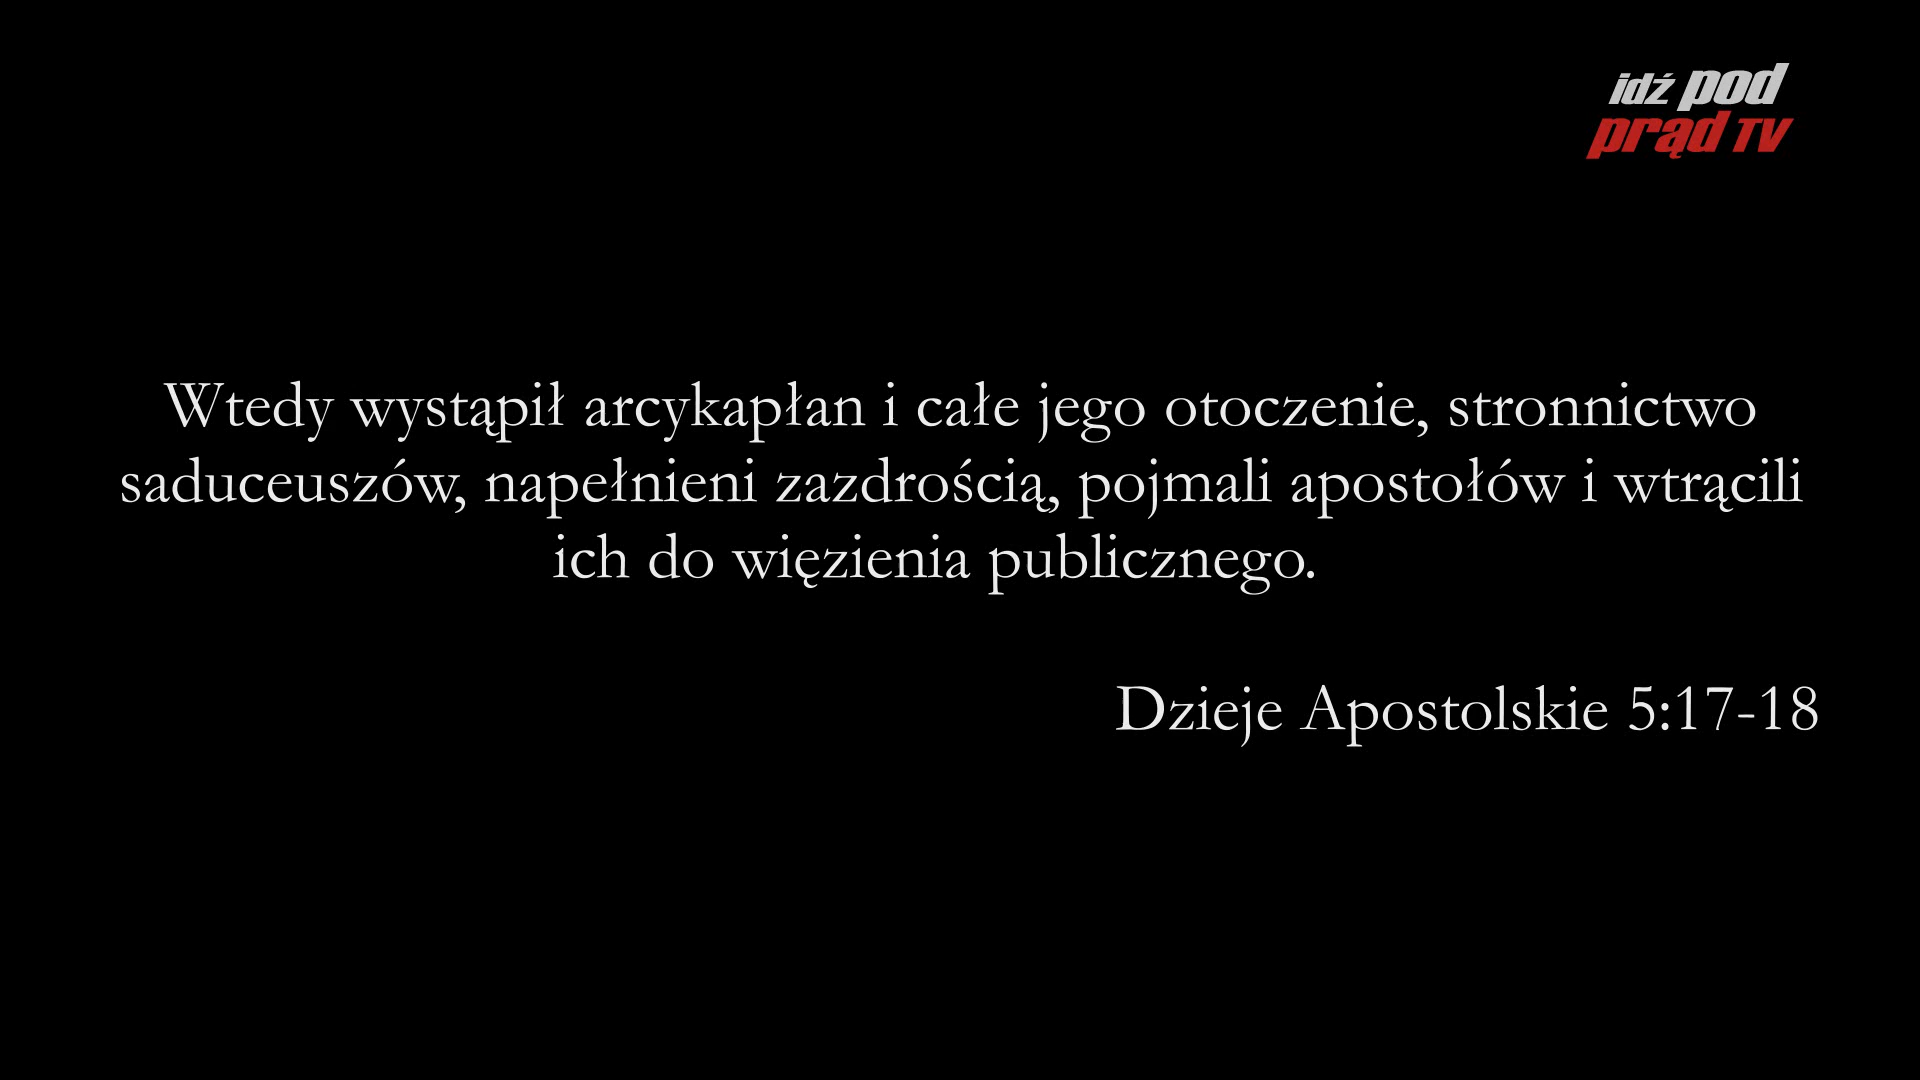 idź pod
prąd TV
Wtedy wystąpił arcykapłan i całe jego otoczenie, stronnictwo
saduceuszów, napełnieni zazdrością, pojmali apostołów i wtrącili
ich do więzienia publicznego.
Dzieje Apostolskie 5:17-18